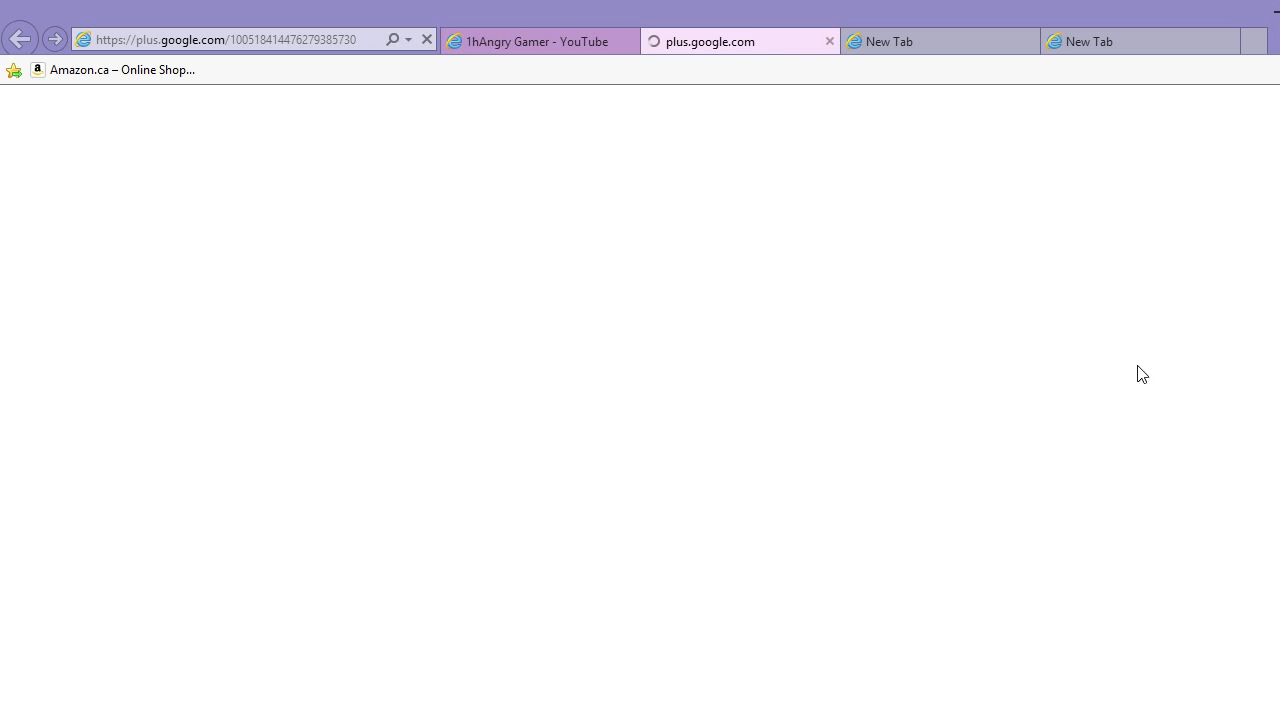 https://plus.google.com/100518414476279385730
1hAngry Gamer - YouTube
plus.google.com
New Tab
New Tab
Amazon.ca – Online Shop...